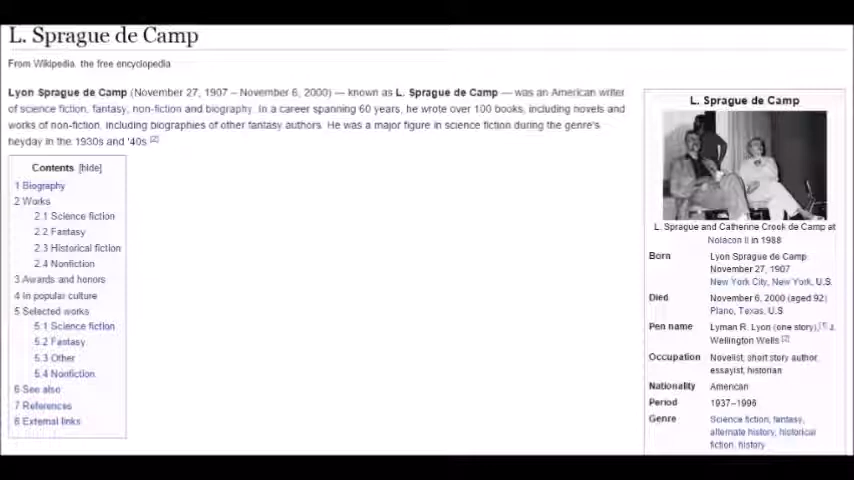 L. Sprague de Camp
From Wikipedia, the free encyclopedia
Lyon Sprague de Camp (November 27, 1907 – November 6, 2000) — known as L. Sprague de Camp — was an American writer
of science fiction, fantasy, non-fiction and biography. In a career spanning 60 years, he wrote over 100 books, including novels and
works of non-fiction, including biographies of other fantasy authors. He was a major figure in science fiction during the genre's
heyday in the 1930s and '40s [2]
Contents [hide]
1 Biography
2 Works
2.1 Science fiction
2.2 Fantasy
2.3 Historical fiction
2.4 Nonfiction
3 Awards and honors
4 In popular culture
5 Selected works
5.1 Science fiction
5.2 Fantasy
5.3 Other
5.4 Nonfiction
6 See also
7 References
8 External links
L. Sprague de Camp
L. Sprague and Catherine Crook de Camp at
Nolacon II in 1988
Born Lyon Sprague de Camp
November 27, 1907
New York City, New York, U.S.
Died November 6, 2000 (aged 92)
Plano, Texas, U.S
Pen name Lyman R. Lyon (one story),[1] J.
Wellington Wells [2]
Occupation Novelist, short story author,
essayist, historian
Nationality American
Period 1937–1996
Genre Science fiction, fantasy,
alternate history, historical
fiction, history